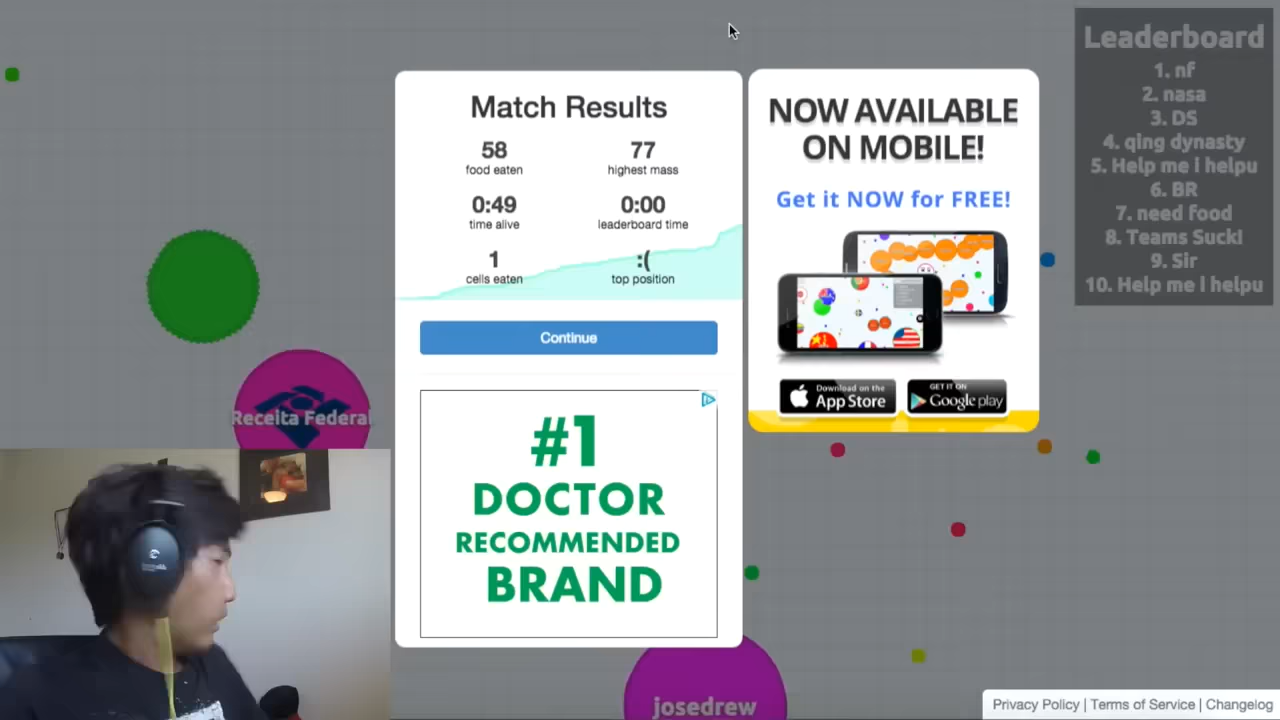 Match Results
58
food eaten
77
highest mass
0:49
time alive
0:00
leaderboard time
1
cells eaten
:(
top position
Continue
#1
DOCTOR
RECOMMENDED
BRAND
NOW AVAILABLE
ON MOBILE!
Get it NOW for FREE!
Download on the
App Store
GET IT ON
Google play
Leaderboard
1. nf
2. nasa
3. DS
4. qing dynasty
5. Help me i helpu
6. BR
7. need food
8. Teams Suck!
9. Sir
10. Help me i helpu
Receita Federal
josedrew
Privacy Policy | Terms of Service | Changelog